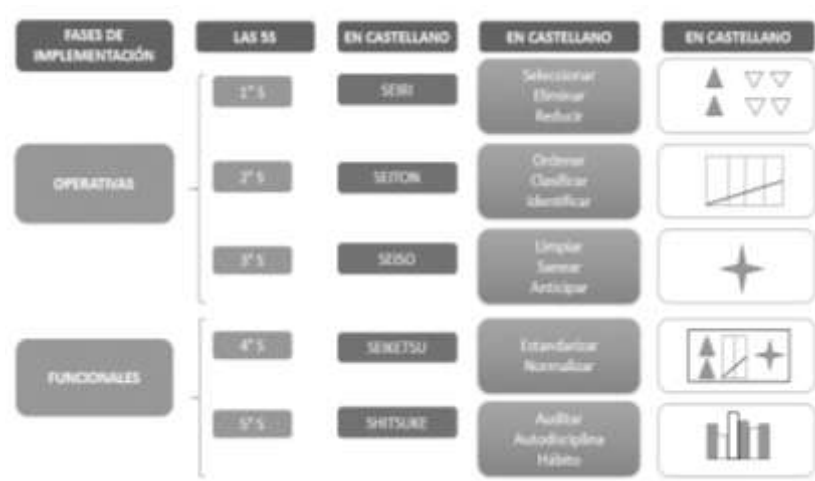 FASES DE
IMPLEMENTACIÓN
LAS 5S
EN CASTELLANO
EN CASTELLANO
EN CASTELLANO
OPERATIVAS
1° S
SEIRI
Seleccionar
Eliminar
Reducir
2° S
SEITON
Ordenar
Clasificar
Identificar
3° S
SEISO
Limpiar
Sanear
Anticipar
FUNCIONALES
4° S
SEIKETSU
Estandarizar
Normalizar
5° S
SHITSUKE
Auditar
Autodisciplina
Hábito